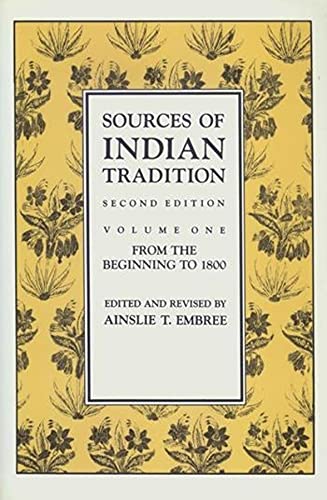 SOURCES OF
INDIAN
TRADITION
SECOND EDITION
VOLUME ONE
FROM THE
BEGINNING TO 1800
EDITED AND REVISED BY
AINSLIE T. EMBREE